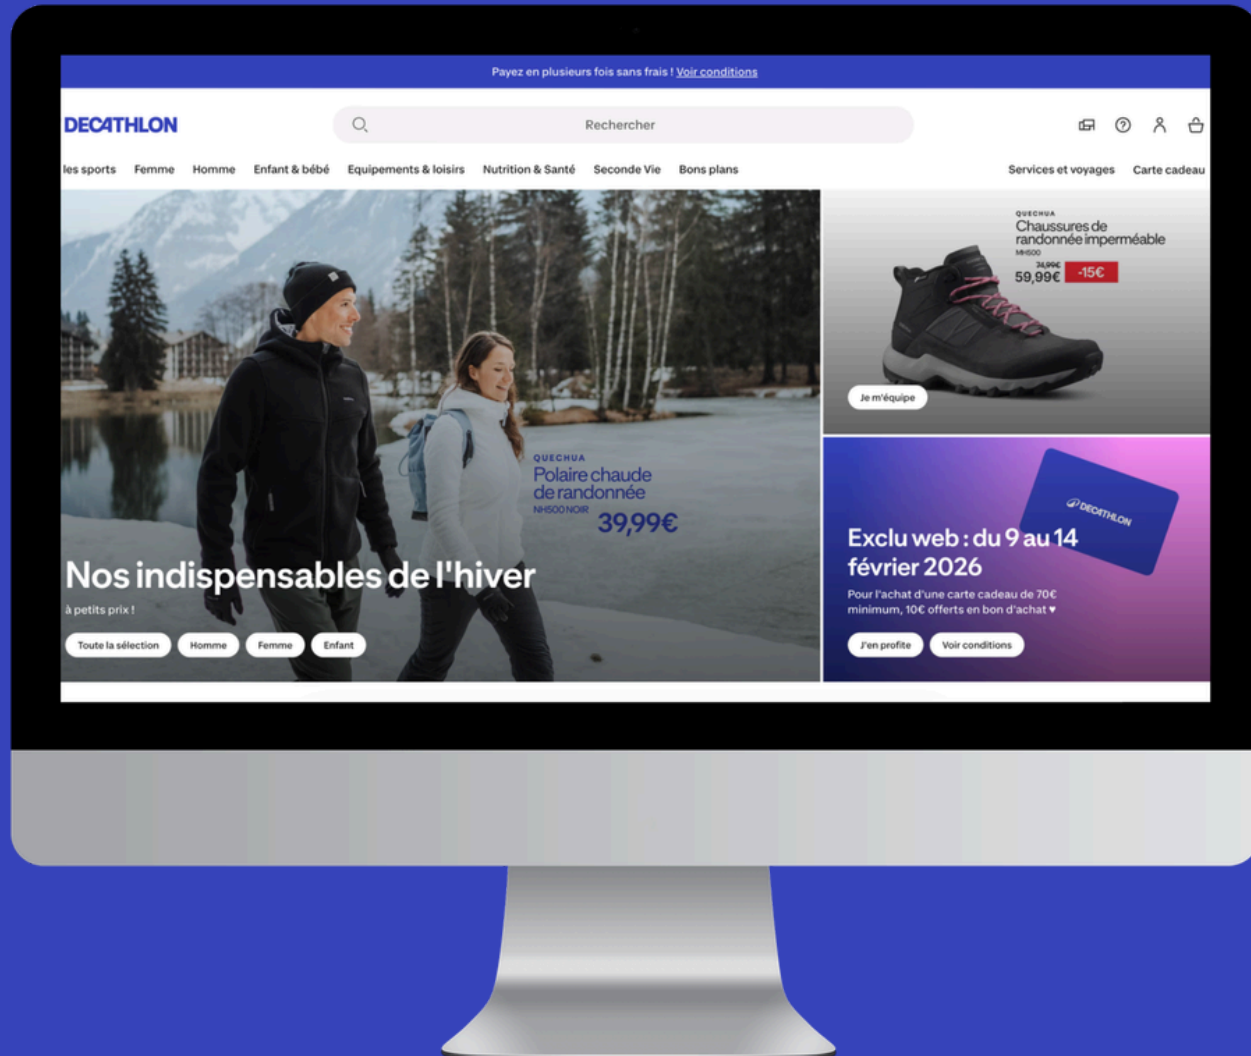 Payez en plusieurs fois sans frais ! Voir conditions
DECATHLON
Rechercher
les sports Femme Homme Enfant & bébé Equipements & loisirs Nutrition & Santé Seconde Vie Bons plans Services et voyages Carte cadeau
QUECHUA
Polaire chaude
de randonnée
NH500 NOIR 39,99€
Nos indispensables de l'hiver
à petits prix !
Toute la sélection Homme Femme Enfant
QUECHUA
Chaussures de
randonnée imperméable
MH500
74,99€
59,99€ -15€
Je m'équipe
DECATHLON
Exclu web : du 9 au 14
février 2026
Pour l'achat d'une carte cadeau de 70€
minimum, 10€ offerts en bon d'achat ♥
J'en profite Voir conditions